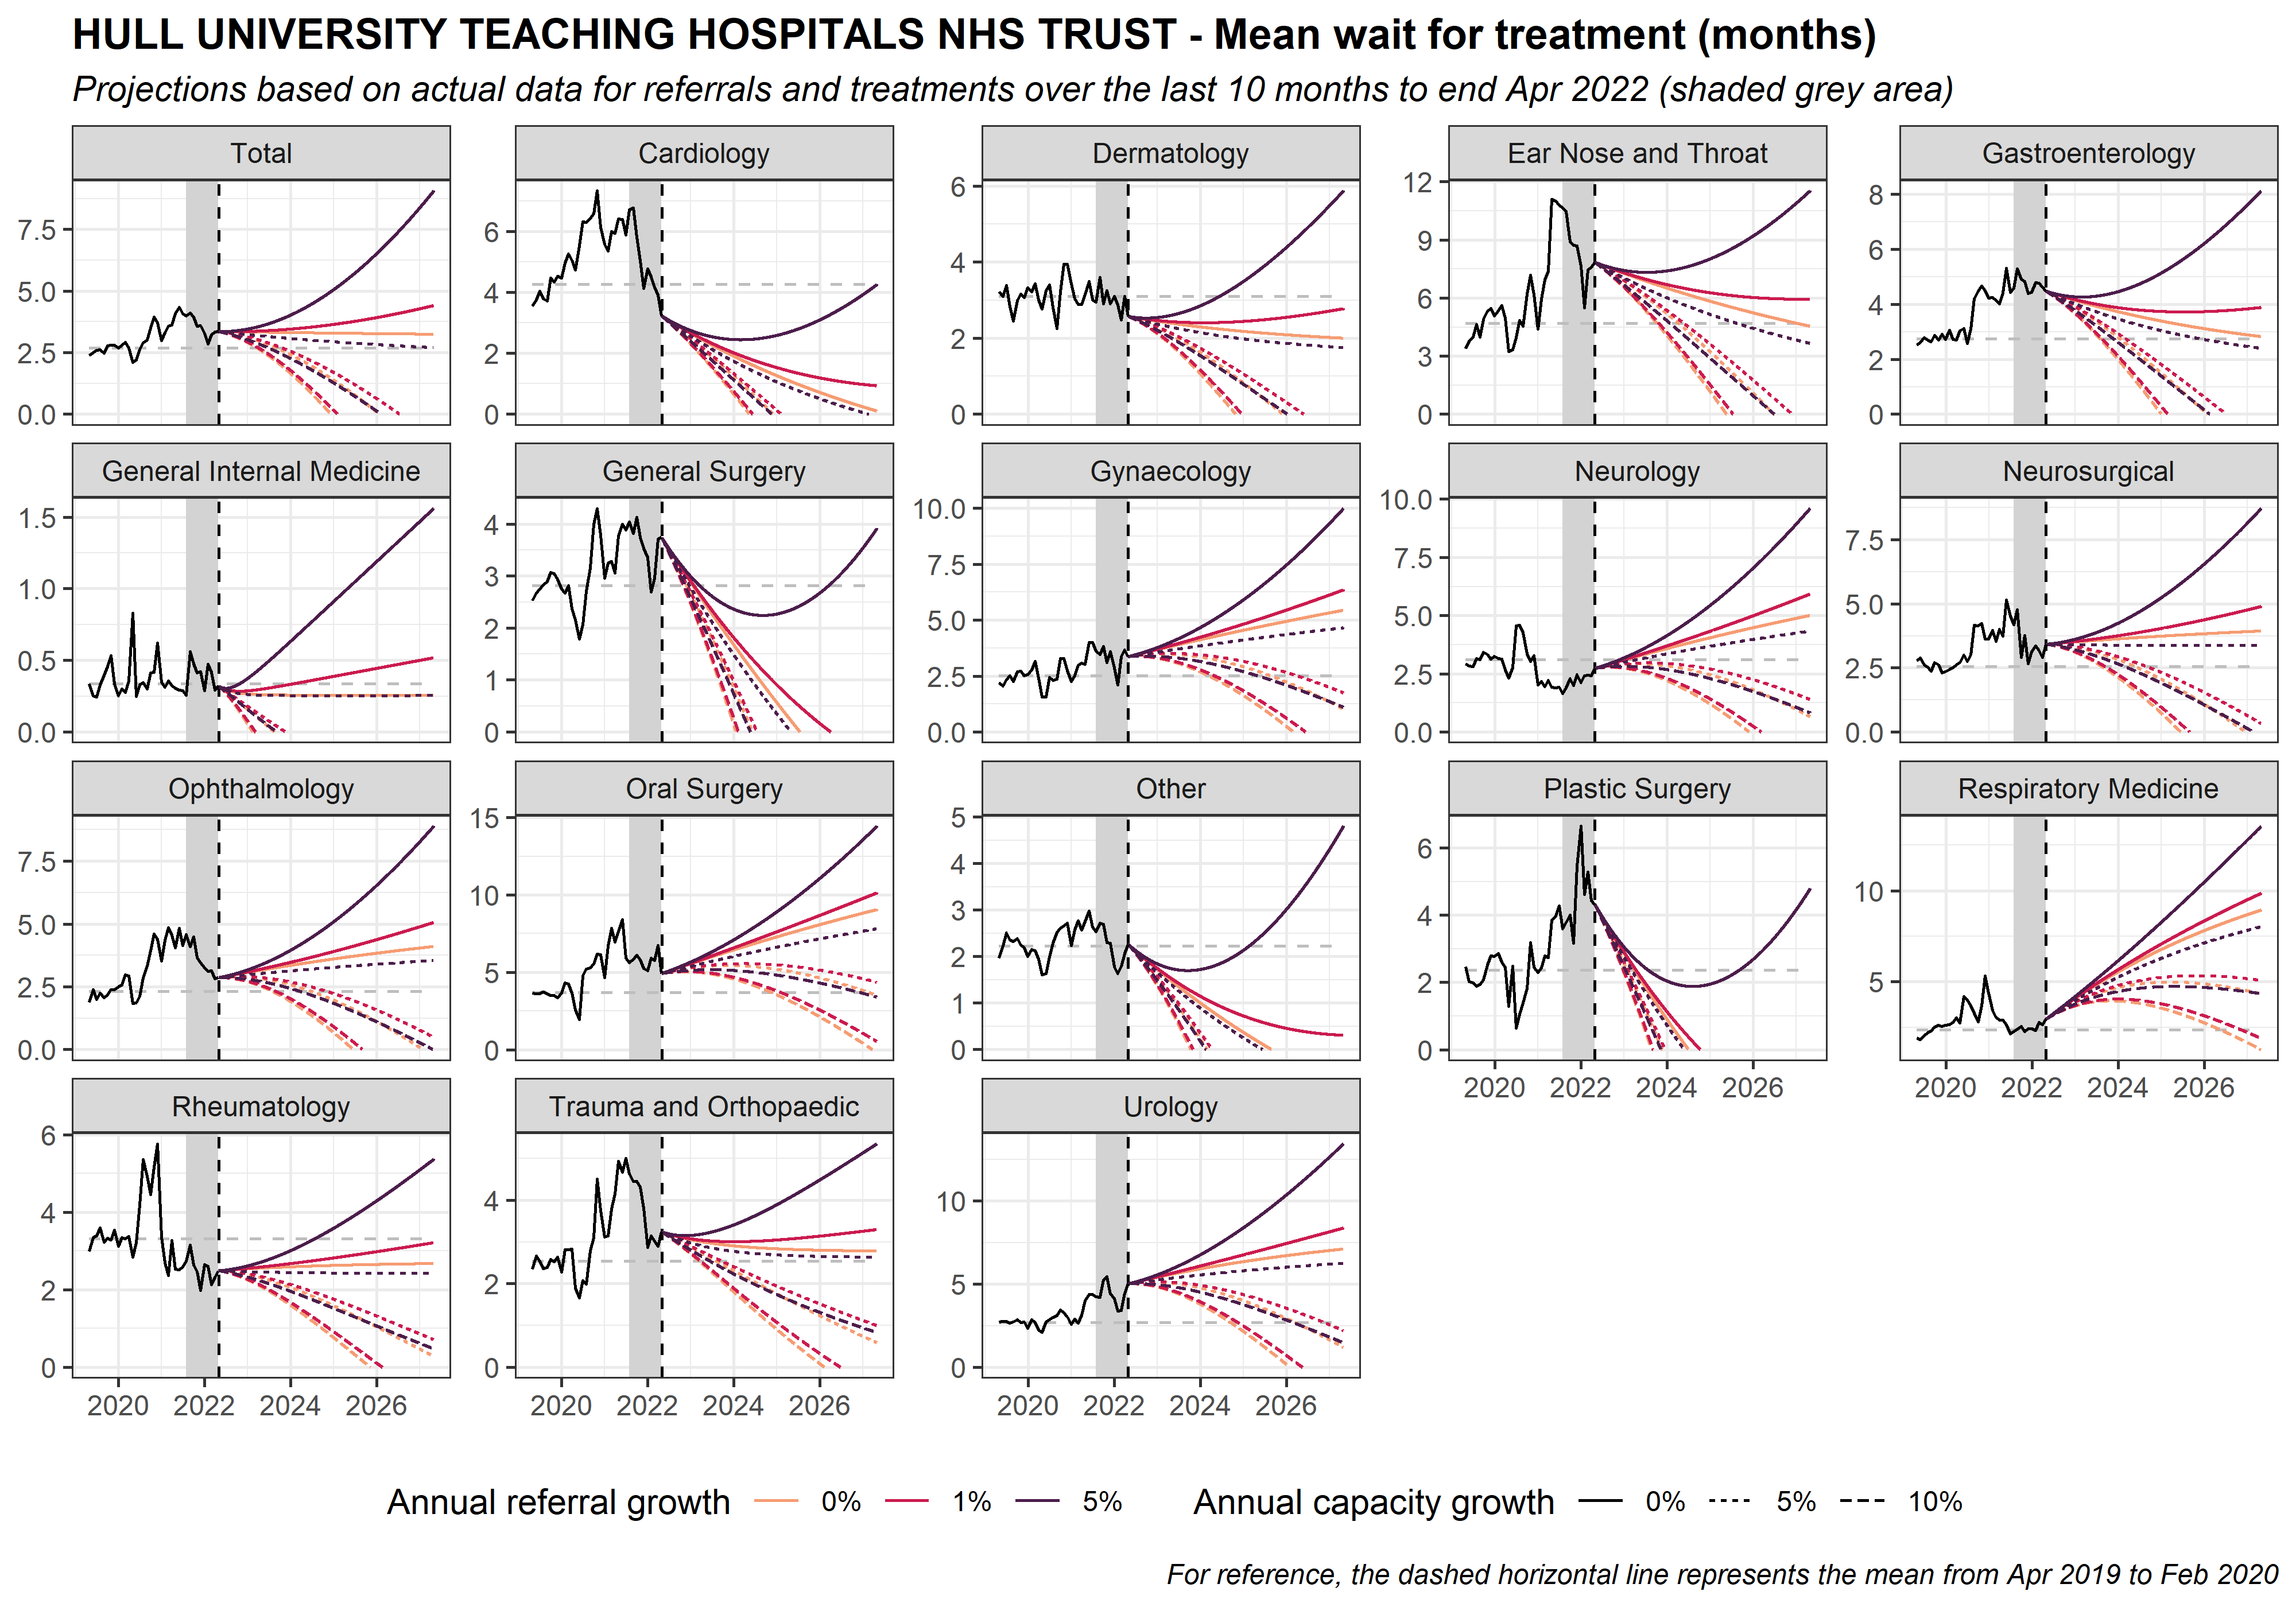 HULL UNIVERSITY TEACHING HOSPITALS NHS TRUST - Mean wait for treatment (months)
Projections based on actual data for referrals and treatments over the last 10 months to end Apr 2022 (shaded grey area)
Total
Cardiology
Dermatology
Ear Nose and Throat
Gastroenterology
7.5
5.0
2.5
0.0
6
4
2
0
6
4
2
0
12
9
6
3
0
8
6
4
2
0
General Internal Medicine
General Surgery
Gynaecology
Neurology
Neurosurgical
1.5
1.0
0.5
0.0
4
3
2
1
0
10.0
7.5
5.0
2.5
0.0
10.0
7.5
5.0
2.5
0.0
7.5
5.0
2.5
0.0
Ophthalmology
Oral Surgery
Other
Plastic Surgery
Respiratory Medicine
7.5
5.0
2.5
0.0
15
10
5
0
5
4
3
2
1
0
6
4
2
0
10
5
2020 2022 2024 2026
2020 2022 2024 2026
Rheumatology
Trauma and Orthopaedic
Urology
6
4
2
0
4
2
0
10
5
0
2020 2022 2024 2026
2020 2022 2024 2026
2020 2022 2024 2026
Annual referral growth 0% 1% 5%
Annual capacity growth 0% 5% 10%
For reference, the dashed horizontal line represents the mean from Apr 2019 to Feb 2020